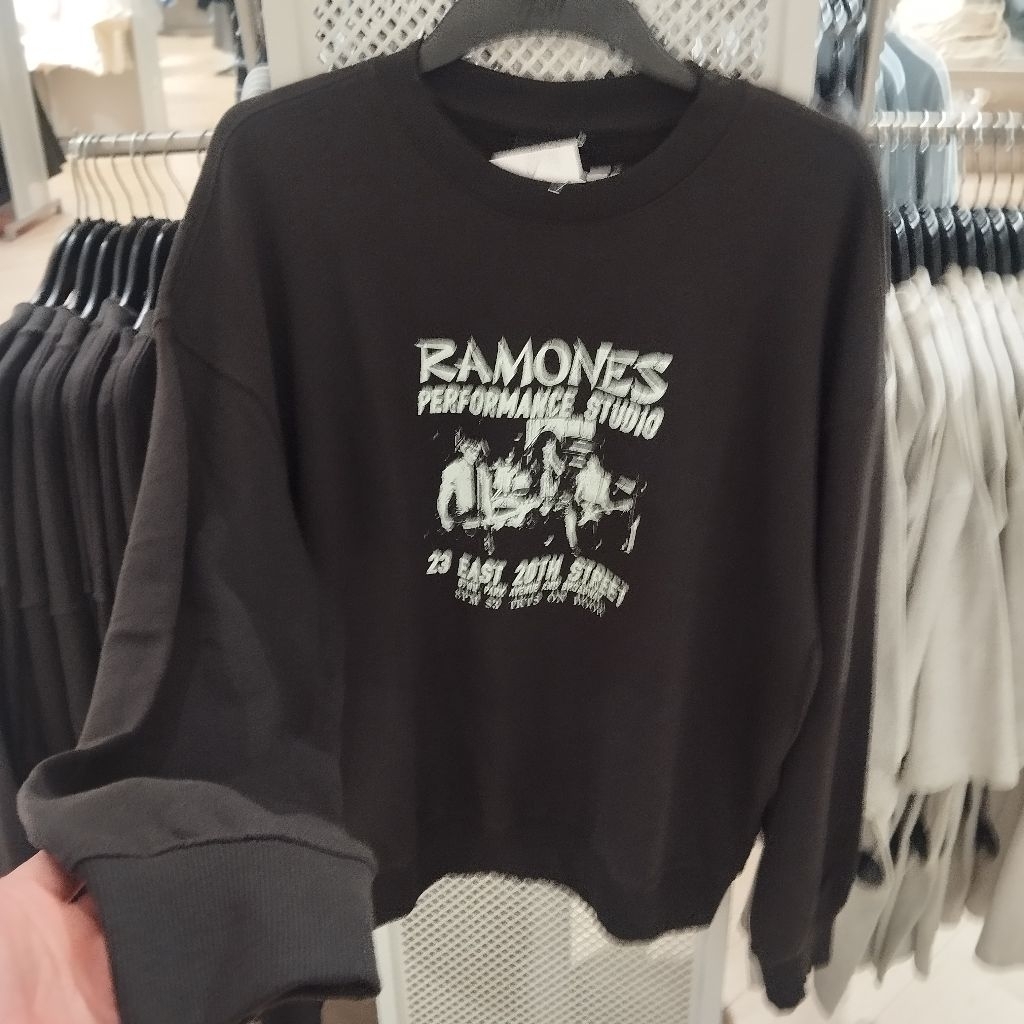 RAMONES
PERFORMANCE STUDIO
23 EAST 20TH STREET